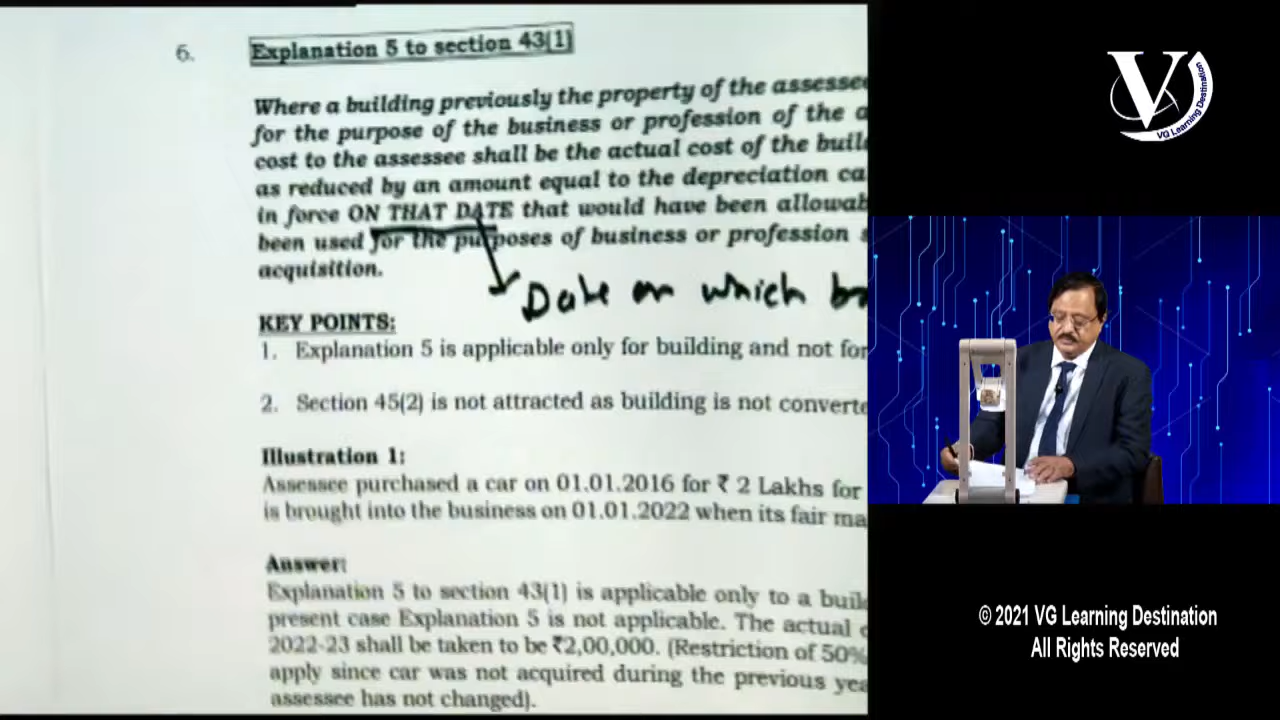 6. Explanation 5 to section 43(1)
Where a building previously the property of the assessee
for the purpose of the business or profession of the a
cost to the assessee shall be the actual cost of the buil
as reduced by an amount equal to the depreciation ca
in force ON THAT DATE that would have been allowab
been used for the purposes of business or profession
acquisition.
Date on which
KEY POINTS:
1. Explanation 5 is applicable only for building and not for
2. Section 45(2) is not attracted as building is not converte
Illustration 1:
Assessee purchased a car on 01.01.2016 for ₹ 2 Lakhs for
is brought into the business on 01.01.2022 when its fair ma
Answer:
Explanation 5 to section 43(1) is applicable only to a buil
present case Explanation 5 is not applicable. The actual
2022-23 shall be taken to be ₹2,00,000. (Restriction of 50%
apply since car was not acquired during the previous yea
assessee has not changed).
V
VG Learning Destination
© 2021 VG Learning Destination
All Rights Reserved